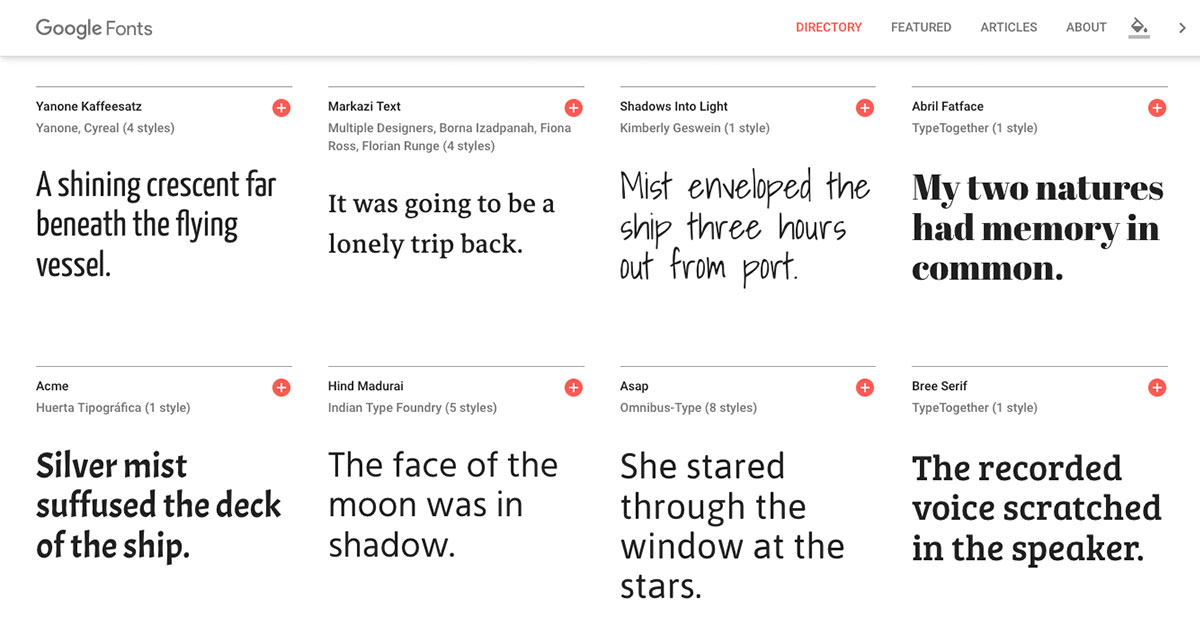 Google Fonts
DIRECTORY
FEATURED
ARTICLES
ABOUT
Yanone Kaffeesatz
Yanone, Cyreal (4 styles)
A shining crescent far
beneath the flying
vessel.
Markazi Text
Multiple Designers, Borna Izadpanah, Fiona
Ross, Florian Runge (4 styles)
It was going to be a
lonely trip back.
Shadows Into Light
Kimberly Geswein (1 style)
Mist enveloped the
ship three hours
out from port.
Abril Fatface
TypeTogether (1 style)
My two natures
had memory in
common.
Acme
Huerta Tipográfica (1 style)
Silver mist
suffused the deck
of the ship.
Hind Madurai
Indian Type Foundry (5 styles)
The face of the
moon was in
shadow.
Asap
Omnibus-Type (8 styles)
She stared
through the
window at the
stars.
Bree Serif
TypeTogether (1 style)
The recorded
voice scratched
in the speaker.